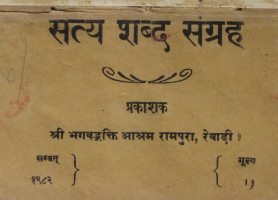 सत्य शब्द संग्रह
प्रकाशक
श्री भगवद्भक्ति आश्रम रामपुरा, रेवाड़ी ।
सम्वत् } { मूल्य
१९८२ } { ।)